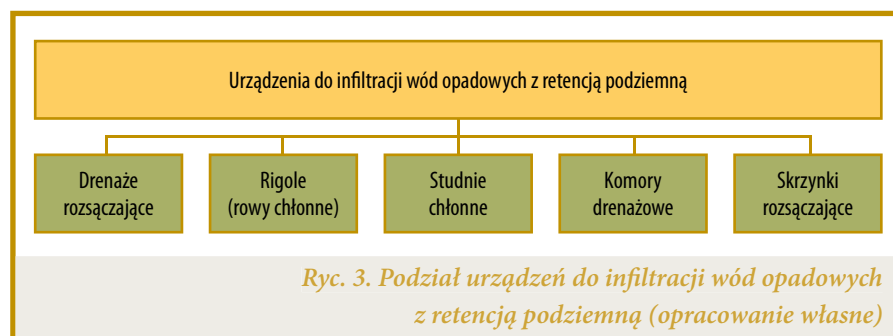 Urządzenia do infiltracji wód opadowych z retencją podziemną
Drenaże
rozsączające
Rigole
(rowy chłonne)
Studnie
chłonne
Komory
drenażowe
Skrzynki
rozsączające
Ryc. 3. Podział urządzeń do infiltracji wód opadowych
z retencją podziemną (opracowanie własne)